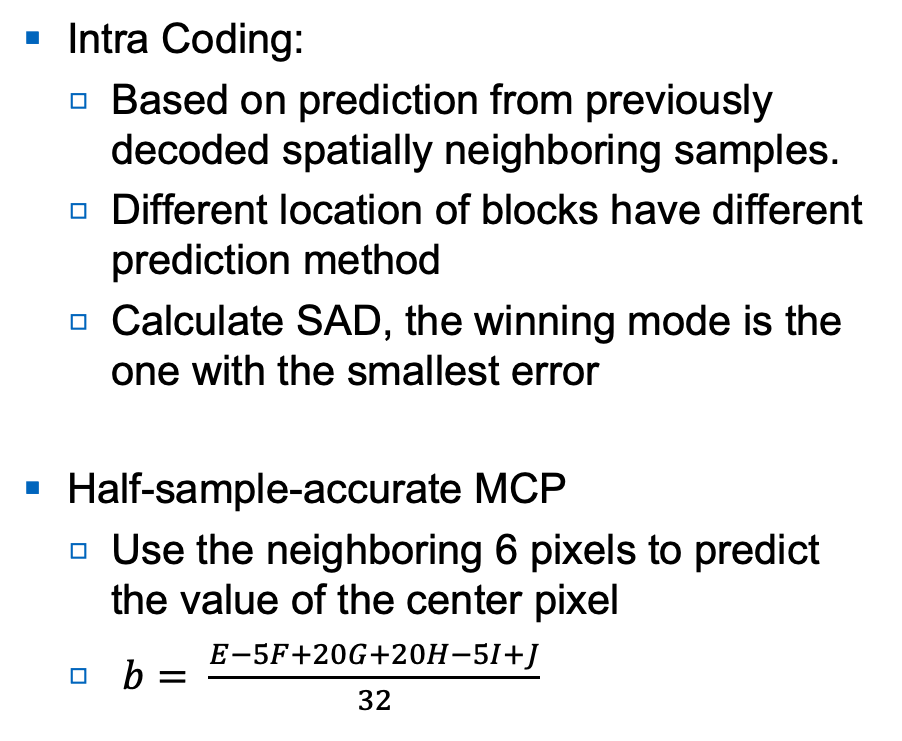 ▪ Intra Coding:
▫ Based on prediction from previously
decoded spatially neighboring samples.
▫ Different location of blocks have different
prediction method
▫ Calculate SAD, the winning mode is the
one with the smallest error
▪ Half-sample-accurate MCP
▫ Use the neighboring 6 pixels to predict
the value of the center pixel
▫ b = (E−5F+20G+20H−5I+J)/32